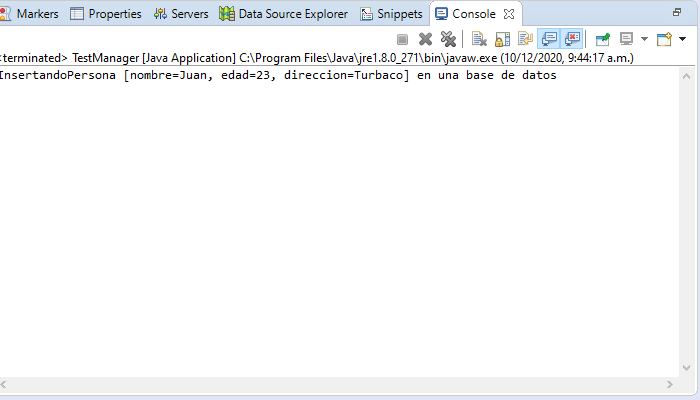 Markers Properties Servers Data Source Explorer Snippets Console
<terminated> TestManager [Java Application] C:\Program Files\Java\jre1.8.0_271\bin\javaw.exe (10/12/2020, 9:44:17 a.m.)
InsertandoPersona [nombre=Juan, edad=23, direccion=Turbaco] en una base de datos